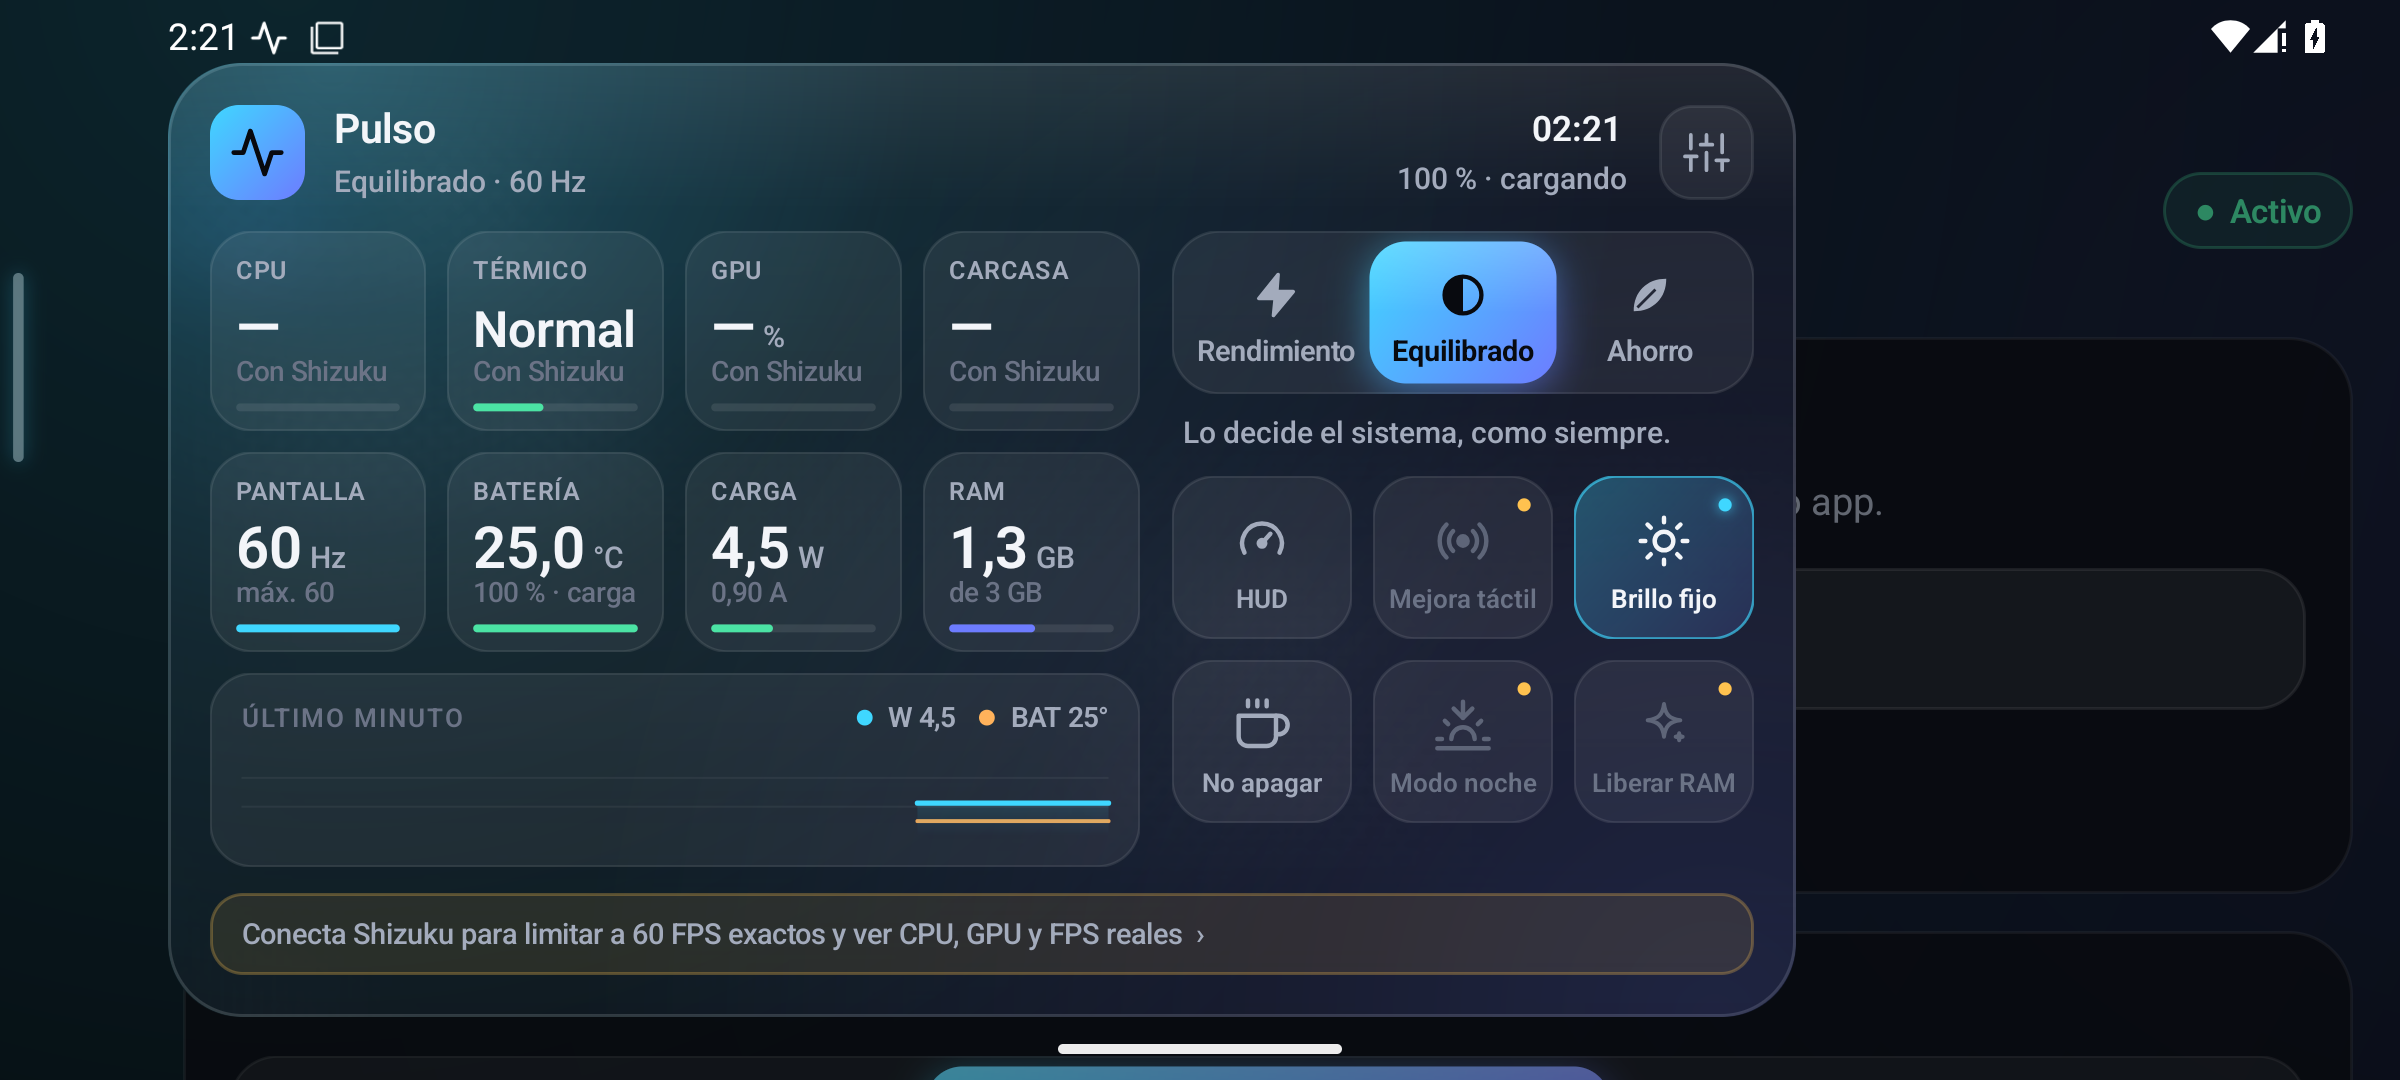 2:21
Pulso
Equilibrado · 60 Hz
02:21
100 % · cargando
Activo
CPU
—
Con Shizuku
TÉRMICO
Normal
Con Shizuku
GPU
— %
Con Shizuku
CARCASA
—
Con Shizuku
Rendimiento
Equilibrado
Ahorro
Lo decide el sistema, como siempre.
PANTALLA
60 Hz
máx. 60
BATERÍA
25,0 °C
100 % · carga
CARGA
4,5 W
0,90 A
RAM
1,3 GB
de 3 GB
HUD
Mejora táctil
Brillo fijo
app.
ÚLTIMO MINUTO
W 4,5
BAT 25°
No apagar
Modo noche
Liberar RAM
Conecta Shizuku para limitar a 60 FPS exactos y ver CPU, GPU y FPS reales ›